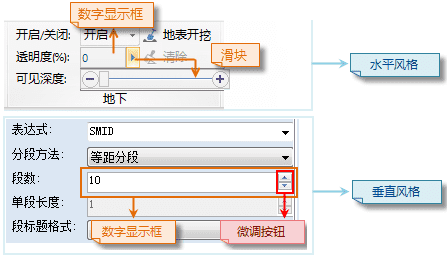 数字显示框
开启/关闭: 开启 地表开挖
透明度(%): 0 清除
滑块
可见深度:
地下
水平风格
表达式: SMID
分段方法: 等距分段
段数: 10
单段长度: 1
段标题格式:
数字显示框
微调按钮
垂直风格